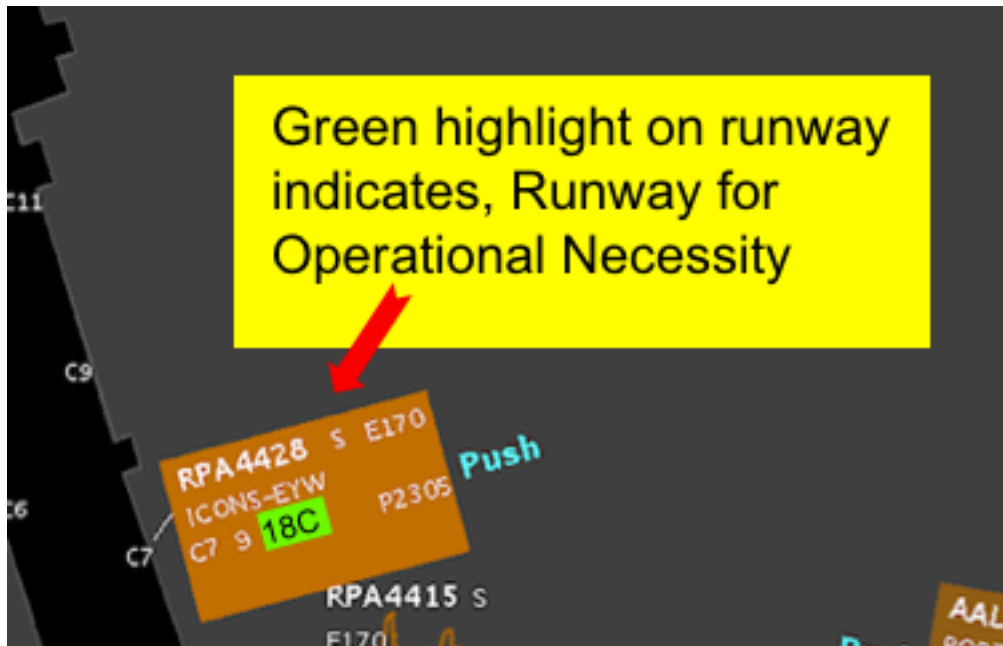 Green highlight on runway
indicates, Runway for
Operational Necessity
C11
C9
C6
C7
RPA4428 S E170
ICONS-EYW P2305
C7 9 18C
Push
RPA4415 S
E170
AAL